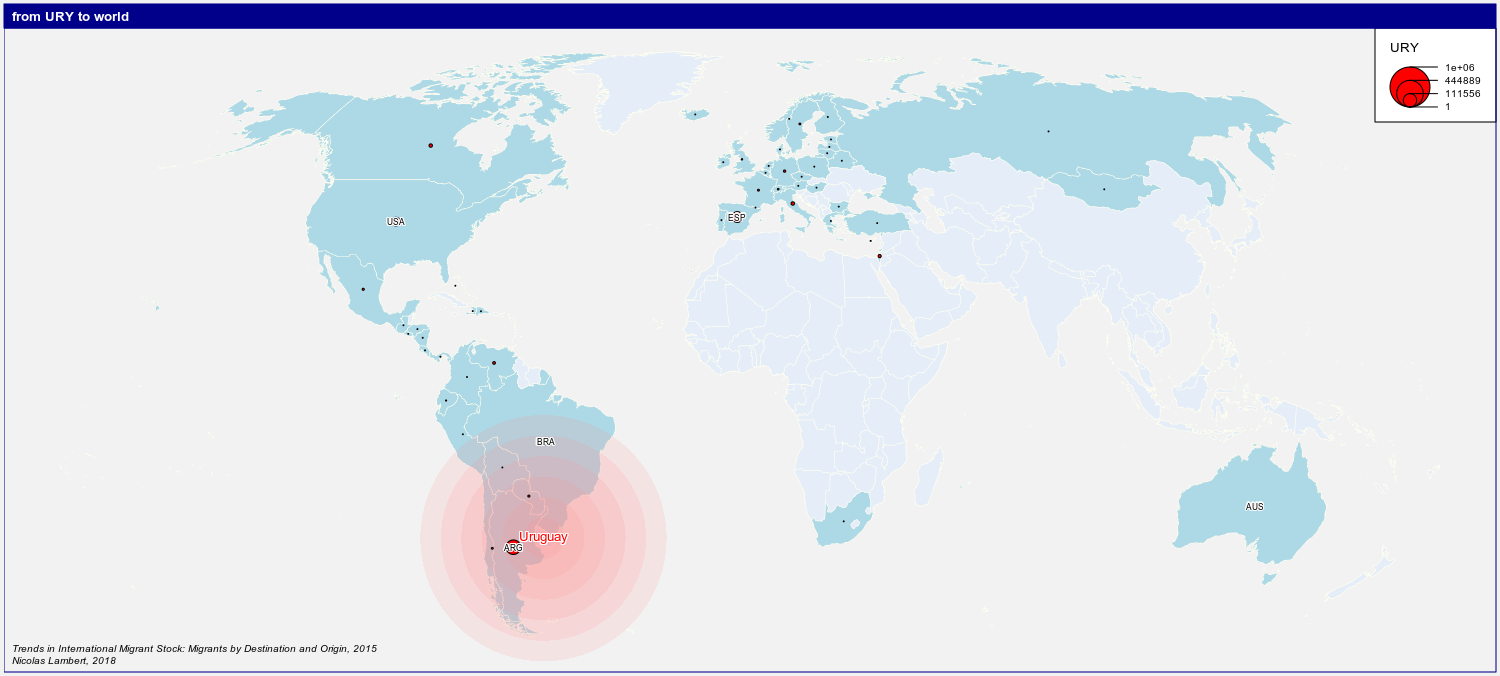 from URY to world
URY
1e+06
444889
111556
1
USA
ESP
BRA
AUS
Uruguay
ARG
Trends in International Migrant Stock: Migrants by Destination and Origin, 2015
Nicolas Lambert, 2018